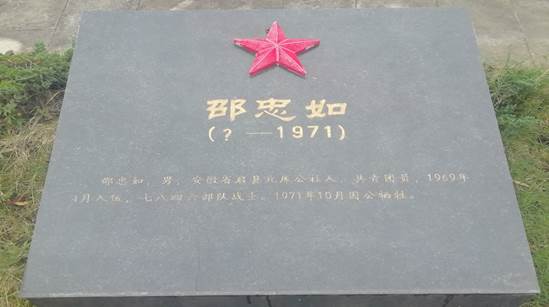 邵忠如
(?—1971)
邵忠如,男,安徽省眉县 公社人,共青团员,1969年
月入伍,七八四六部队战士。1971年10月因公牺牲。